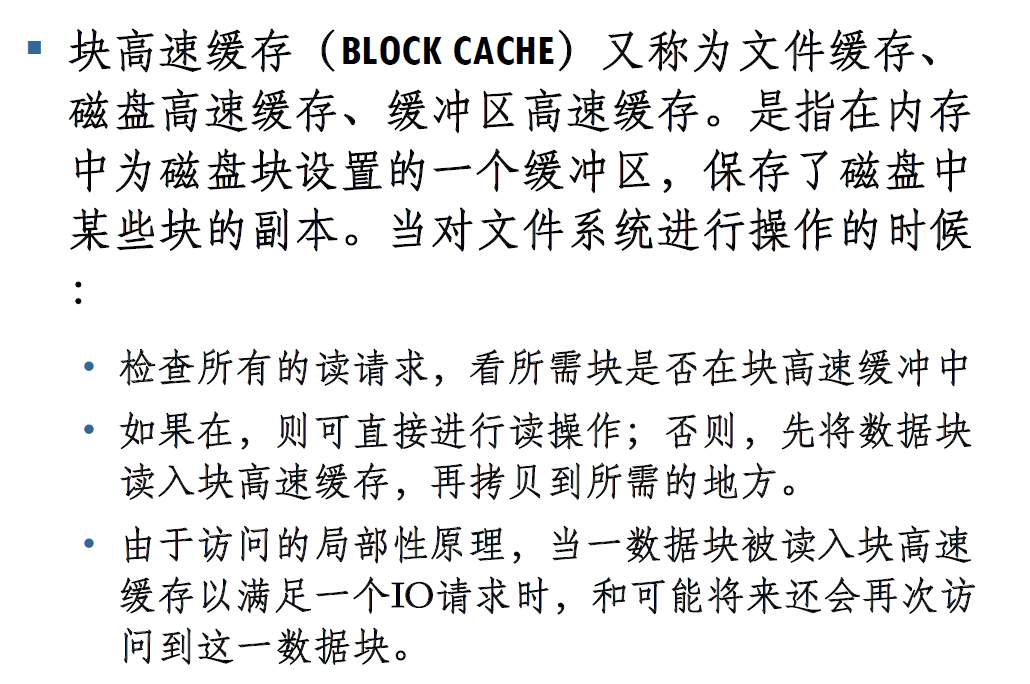 ▪ 块高速缓存（BLOCK CACHE）又称为文件缓存、
磁盘高速缓存、缓冲区高速缓存。是指在内存
中为磁盘块设置的一个缓冲区，保存了磁盘中
某些块的副本。当对文件系统进行操作的时候
：
• 检查所有的读请求，看所需块是否在块高速缓冲中
• 如果在，则可直接进行读操作；否则，先将数据块
读入块高速缓存，再拷贝到所需的地方。
• 由于访问的局部性原理，当一数据块被读入块高速
缓存以满足一个IO请求时，和可能将来还会再次访
问到这一数据块。